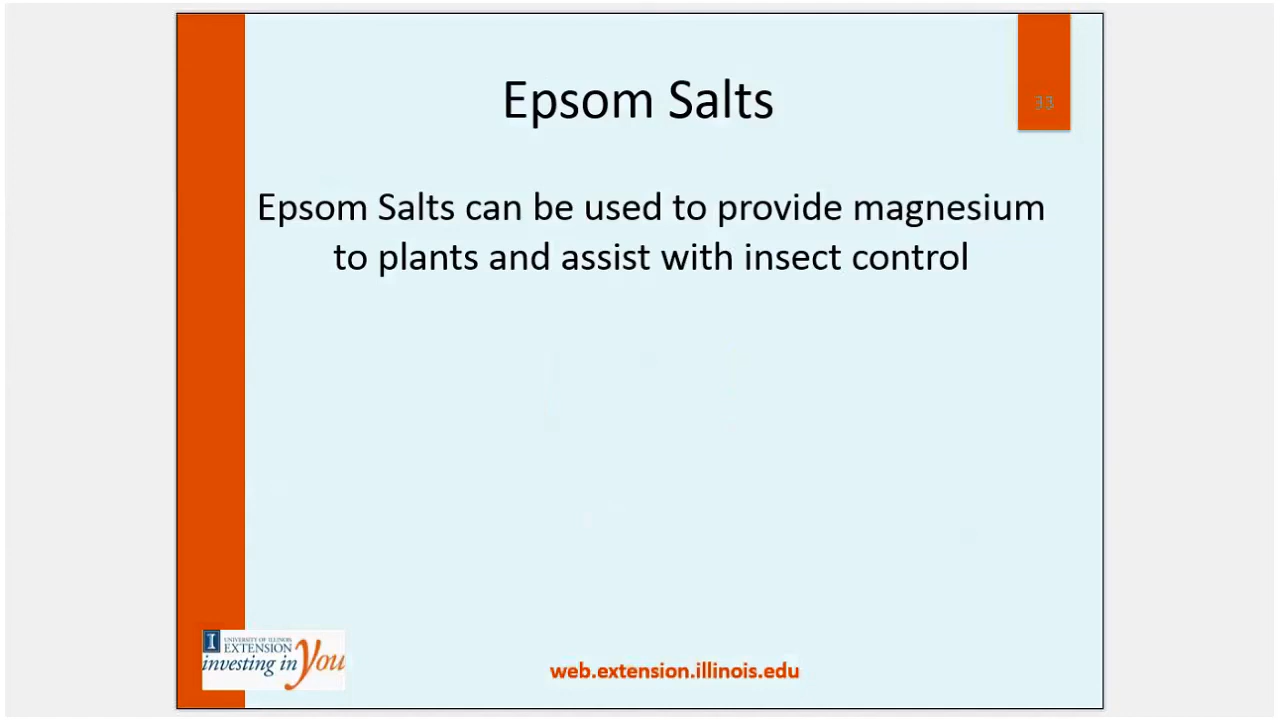 Epsom Salts
33
Epsom Salts can be used to provide magnesium
to plants and assist with insect control
I
UNIVERSITY OF ILLINOIS
EXTENSION
investing in you
web.extension.illinois.edu